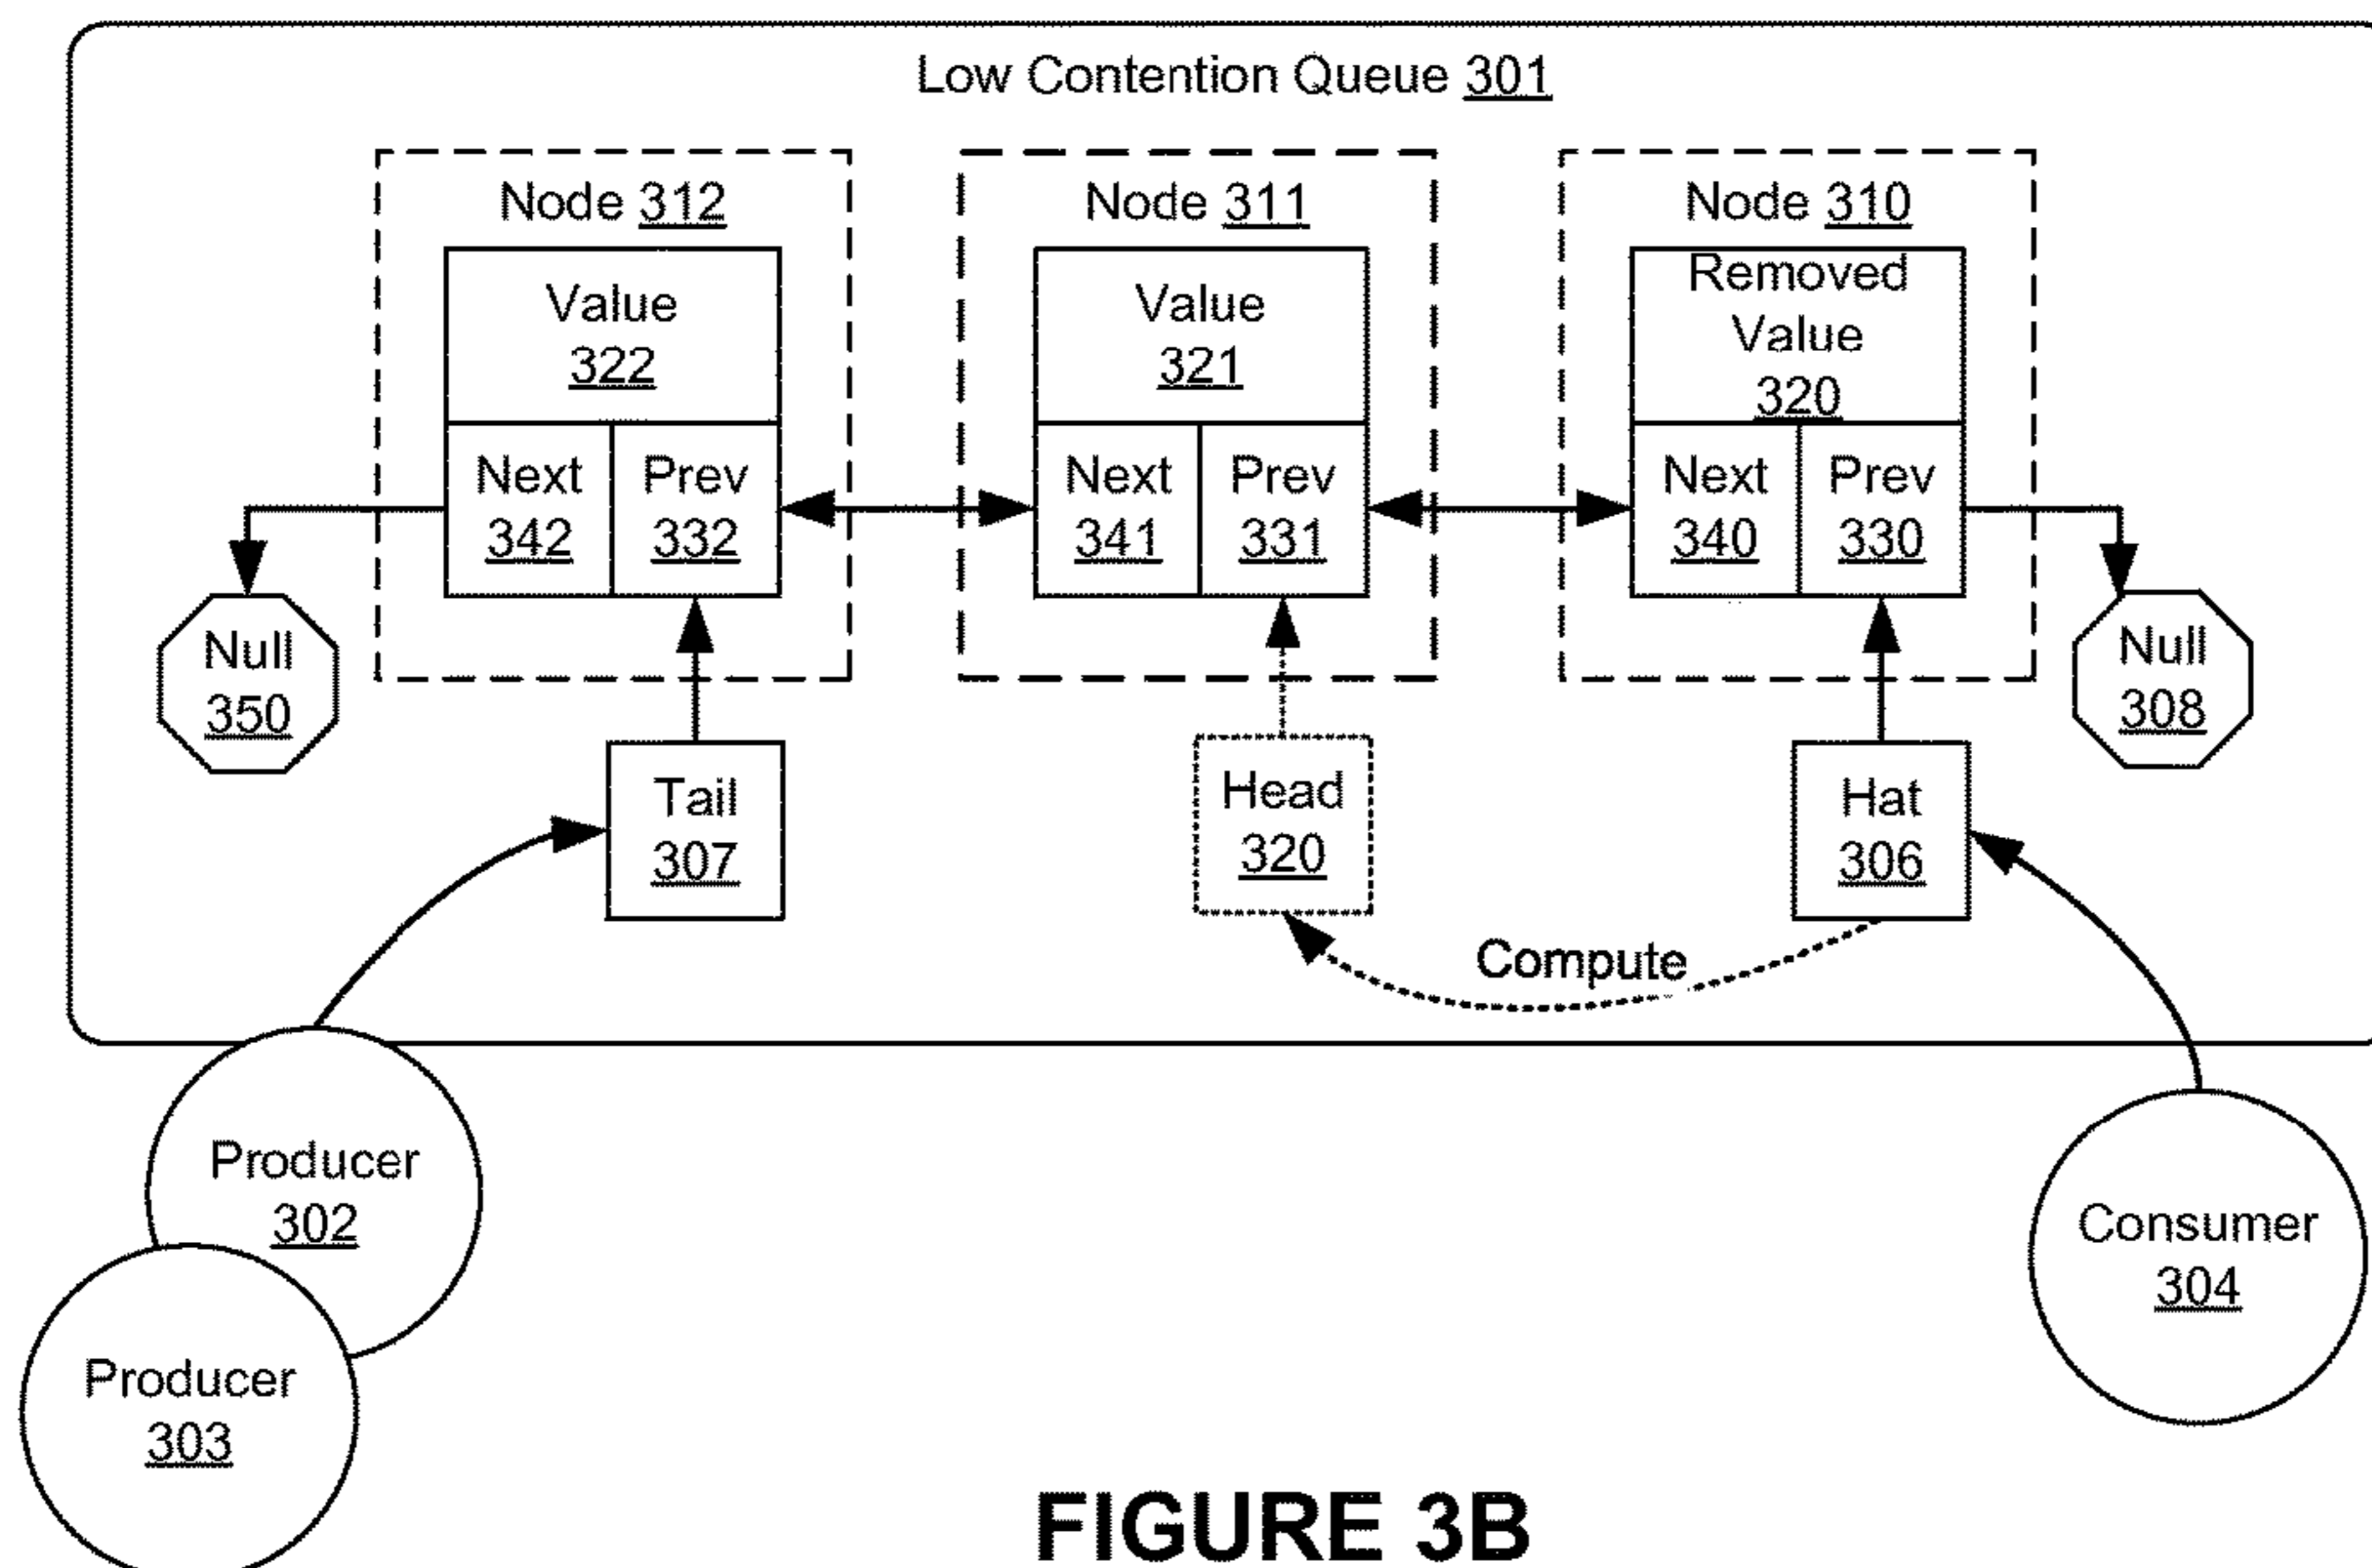 Low Contention Queue 301
Node 312
Value
322
Next
342
Prev
332
Node 311
Value
321
Next
341
Prev
331
Node 310
Removed
Value
320
Next
340
Prev
330
Null
350
Null
308
Tail
307
Head
320
Hat
306
Compute
Producer
302
Producer
303
Consumer
304
FIGURE 3B